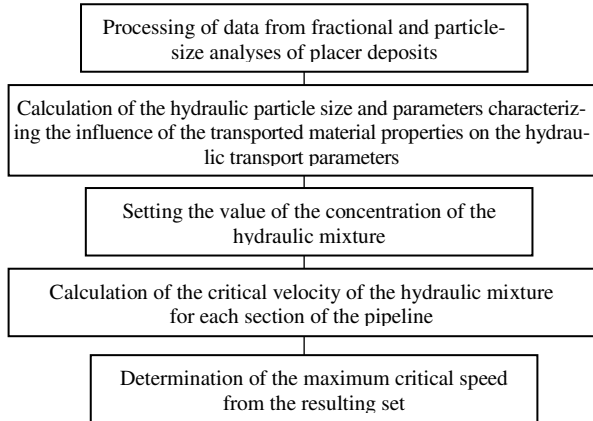 Processing of data from fractional and particle-
size analyses of placer deposits
Calculation of the hydraulic particle size and parameters characteriz-
ing the influence of the transported material properties on the hydrau-
lic transport parameters
Setting the value of the concentration of the
hydraulic mixture
Calculation of the critical velocity of the hydraulic mixture
for each section of the pipeline
Determination of the maximum critical speed
from the resulting set